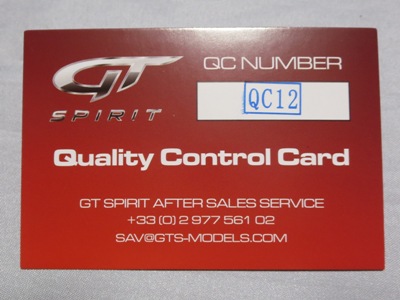 GT
SPIRIT
QC NUMBER
QC12
Quality Control Card
GT SPIRIT AFTER SALES SERVICE
+33 (0) 2 977 561 02
SAV@GTS-MODELS.COM